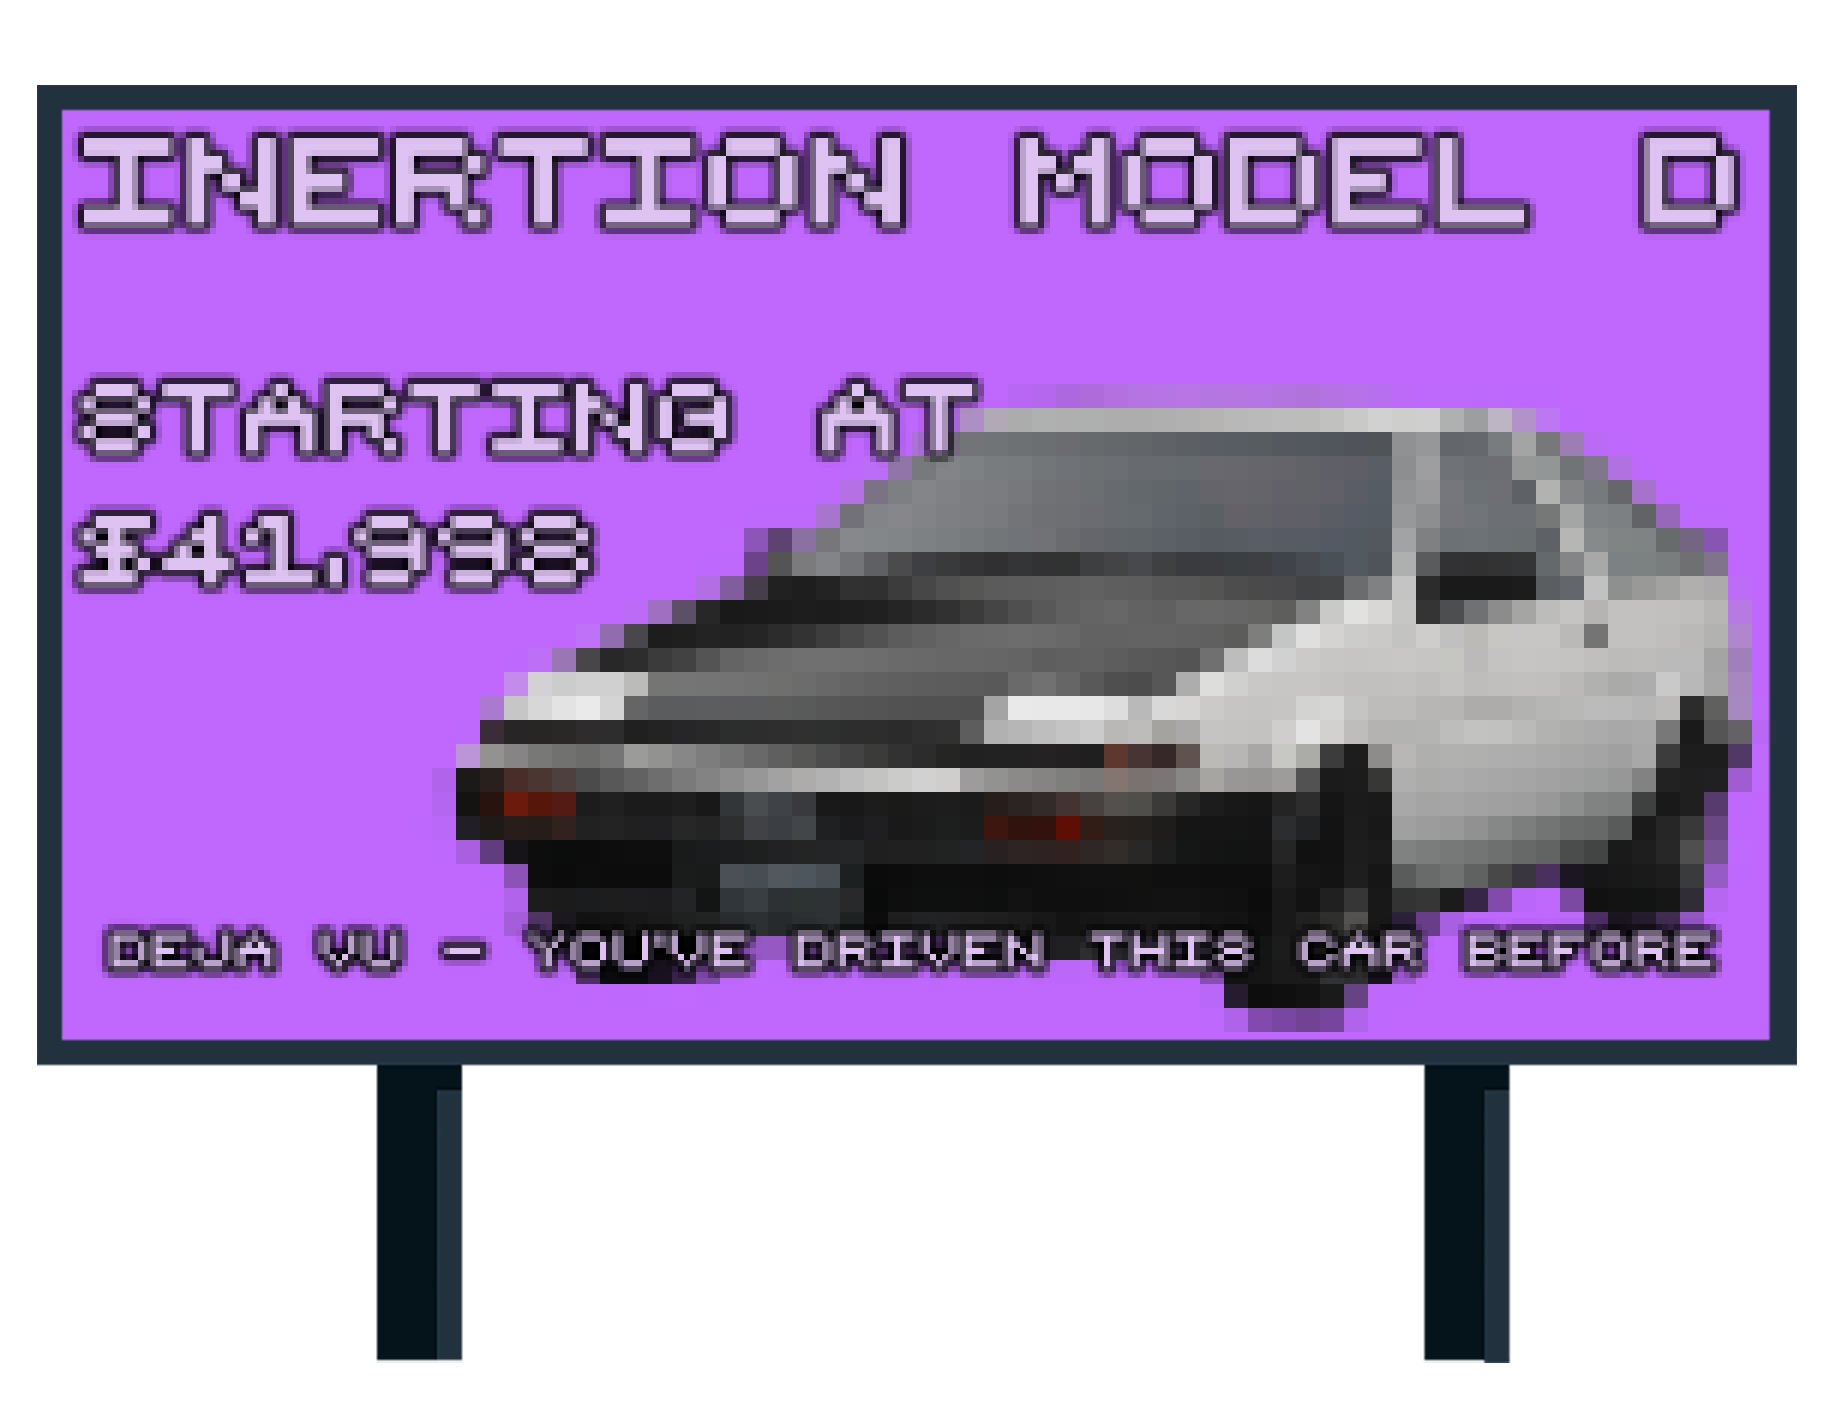 INERTION MODEL D
STARTING AT
$41,998
DEJA VU - YOU'VE DRIVEN THIS CAR BEFORE